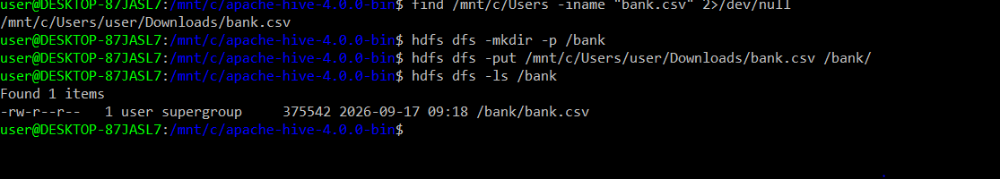 user@DESKTOP-87JASL7:/mnt/c/apache-hive-4.0.0-bin$ find /mnt/c/Users -iname "bank.csv" 2>/dev/null
/mnt/c/Users/user/Downloads/bank.csv
user@DESKTOP-87JASL7:/mnt/c/apache-hive-4.0.0-bin$ hdfs dfs -mkdir -p /bank
user@DESKTOP-87JASL7:/mnt/c/apache-hive-4.0.0-bin$ hdfs dfs -put /mnt/c/Users/user/Downloads/bank.csv /bank/
user@DESKTOP-87JASL7:/mnt/c/apache-hive-4.0.0-bin$ hdfs dfs -ls /bank
Found 1 items
-rw-r--r--   1 user supergroup     375542 2026-09-17 09:18 /bank/bank.csv
user@DESKTOP-87JASL7:/mnt/c/apache-hive-4.0.0-bin$